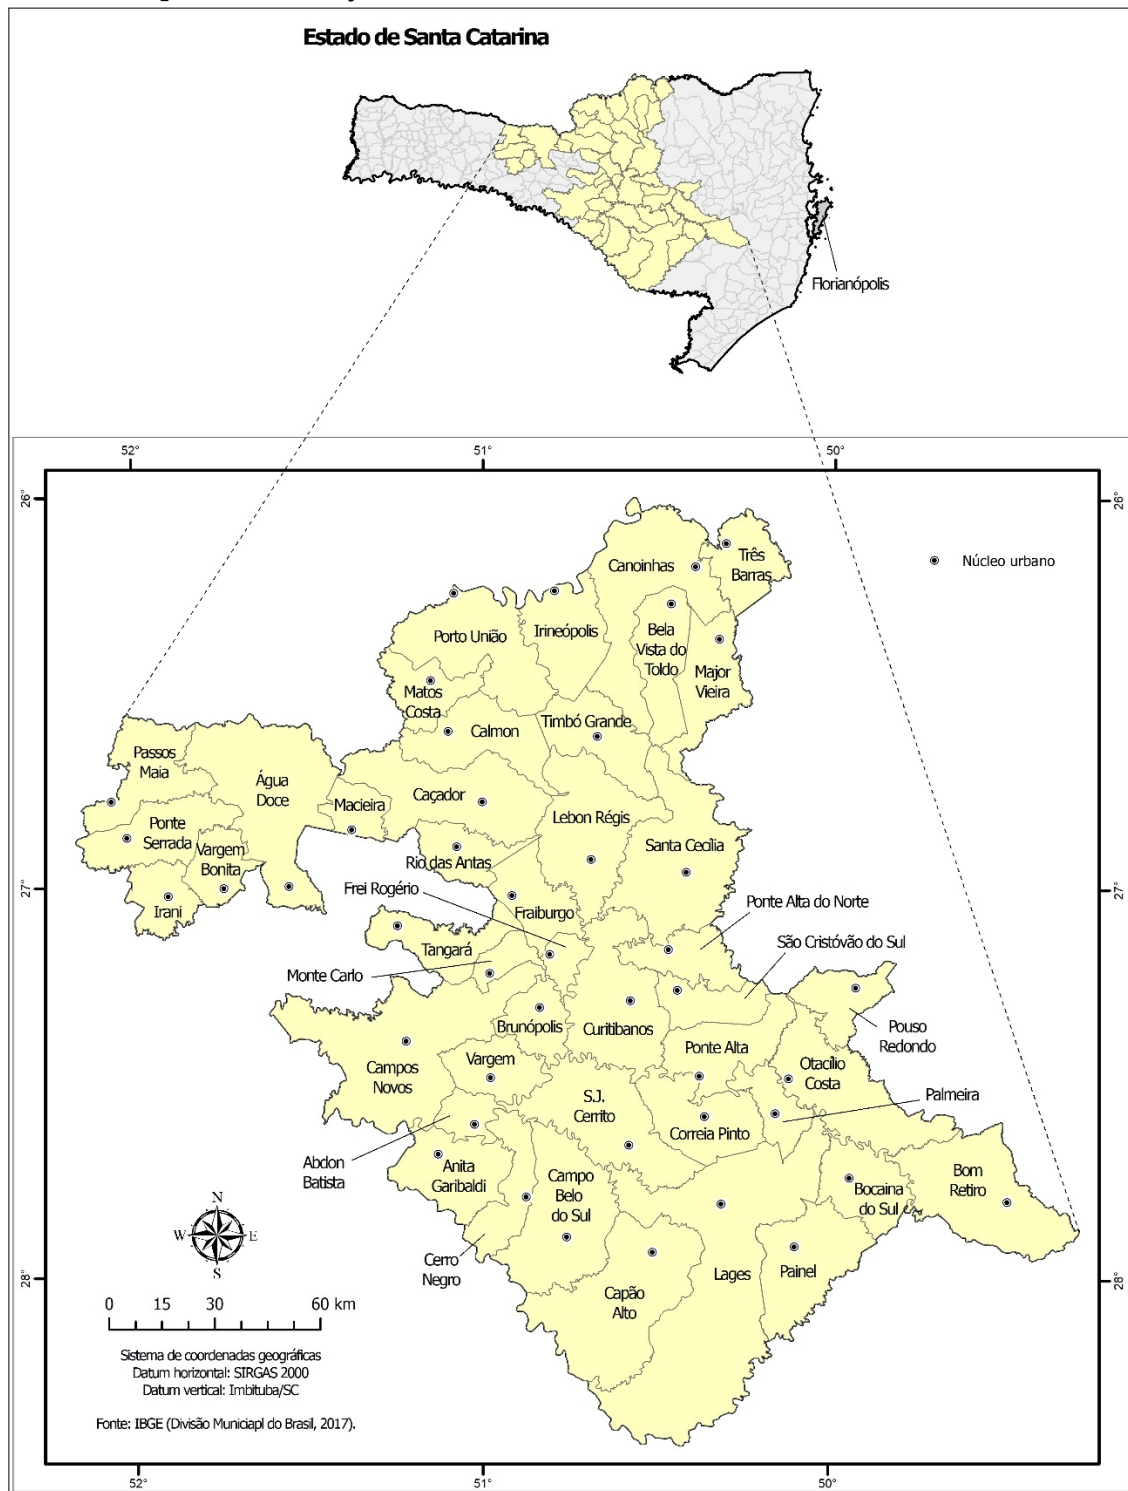 Estado de Santa Catarina
Florianópolis
52°
51°
50°
26°
26°
Núcleo urbano
Três
Barras
Canoinhas
Porto União
Irineópolis
Bela
Vista do
Toldo
Major
Vieira
Matos
Costa
Calmon
Timbó Grande
Passos
Maia
Água
Doce
Macieira
Caçador
Lebon Régis
Ponte
Serrada
Vargem
Bonita
Rio das Antas
Santa Cecília
27°
27°
Irani
Frei Rogério
Fraiburgo
Ponte Alta do Norte
Tangará
São Cristóvão do Sul
Monte Carlo
Brunópolis
Curitibanos
Pouso
Redondo
Ponte Alta
Campos
Novos
Vargem
Otacílio
Costa
S.J.
Cerrito
Palmeira
Correia Pinto
Abdon
Batista
Anita
Garibaldi
Campo
Belo
do Sul
Bocaina
do Sul
Bom
Retiro
N
W
E
S
Cerro
Negro
Lages
Painel
28°
28°
Capão
Alto
0 15 30 60 km
Sistema de coordenadas geográficas
Datum horizontal: SIRGAS 2000
Datum vertical: Imbituba/SC
Fonte: IBGE (Divisão Municiapl do Brasil, 2017).
52°
51°
50°